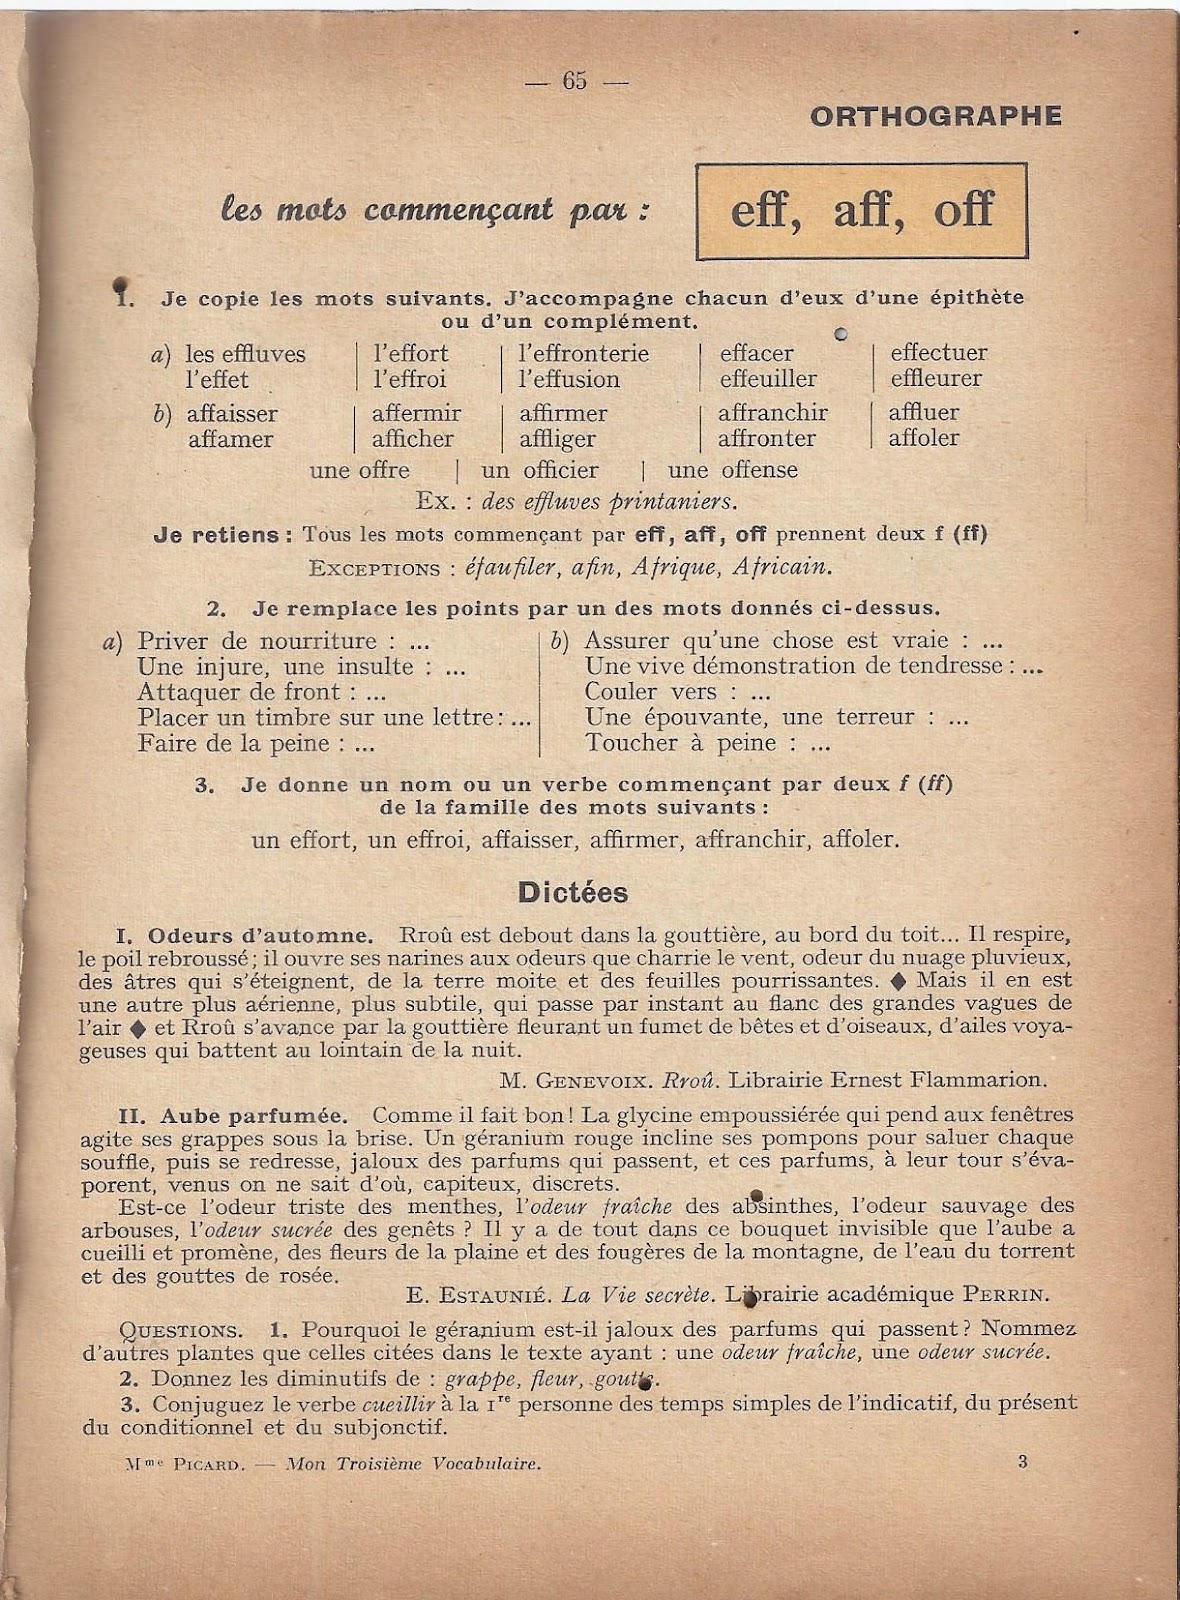 — 65 —
ORTHOGRAPHE
les mots commençant par : eff, aff, off
1. Je copie les mots suivants. J'accompagne chacun d'eux d'une épithète
ou d'un complément.
a) les effluves | l'effort | l'effronterie | effacer | effectuer
l'effet | l'effroi | l'effusion | effeuiller | effleurer
b) affaisser | affermir | affirmer | affranchir | affluer
affamer | afficher | affliger | affronter | affoler
une offre | un officier | une offense
Ex. : des effluves printaniers.
Je retiens : Tous les mots commençant par eff, aff, off prennent deux f (ff)
Exceptions : éfaufiler, afin, Afrique, Africain.
2. Je remplace les points par un des mots donnés ci-dessus.
a) Priver de nourriture : ...
Une injure, une insulte : ...
Attaquer de front : ...
Placer un timbre sur une lettre : ...
Faire de la peine : ...
b) Assurer qu'une chose est vraie : ...
Une vive démonstration de tendresse : ...
Couler vers : ...
Une épouvante, une terreur : ...
Toucher à peine : ...
3. Je donne un nom ou un verbe commençant par deux f (ff)
de la famille des mots suivants :
un effort, un effroi, affaisser, affirmer, affranchir, affoler.
Dictées
I. Odeurs d'automne. Rroû est debout dans la gouttière, au bord du toit... Il respire,
le poil rebroussé ; il ouvre ses narines aux odeurs que charrie le vent, odeur du nuage pluvieux,
des âtres qui s'éteignent, de la terre moite et des feuilles pourrissantes. ♦ Mais il en est
une autre plus aérienne, plus subtile, qui passe par instant au flanc des grandes vagues de
l'air ♦ et Rroû s'avance par la gouttière fleurant un fumet de bêtes et d'oiseaux, d'ailes voya-
geuses qui battent au lointain de la nuit.
M. Genevoix. Rroû. Librairie Ernest Flammarion.
II. Aube parfumée. Comme il fait bon ! La glycine empoussiérée qui pend aux fenêtres
agite ses grappes sous la brise. Un géranium rouge incline ses pompons pour saluer chaque
souffle, puis se redresse, jaloux des parfums qui passent, et ces parfums, à leur tour s'éva-
porent, venus on ne sait d'où, capiteux, discrets.
Est-ce l'odeur triste des menthes, l'odeur fraîche des absinthes, l'odeur sauvage des
arbouses, l'odeur sucrée des genêts ? Il y a de tout dans ce bouquet invisible que l'aube a
cueilli et promène, des fleurs de la plaine et des fougères de la montagne, de l'eau du torrent
et des gouttes de rosée.
E. Estaunié. La Vie secrète. Librairie académique Perrin.
Questions. 1. Pourquoi le géranium est-il jaloux des parfums qui passent ? Nommez
d'autres plantes que celles citées dans le texte ayant : une odeur fraîche, une odeur sucrée.
2. Donnez les diminutifs de : grappe, fleur, goutte.
3. Conjuguez le verbe cueillir à la 1re personne des temps simples de l'indicatif, du présent
du conditionnel et du subjonctif.
Mme Picard. — Mon Troisième Vocabulaire. 3